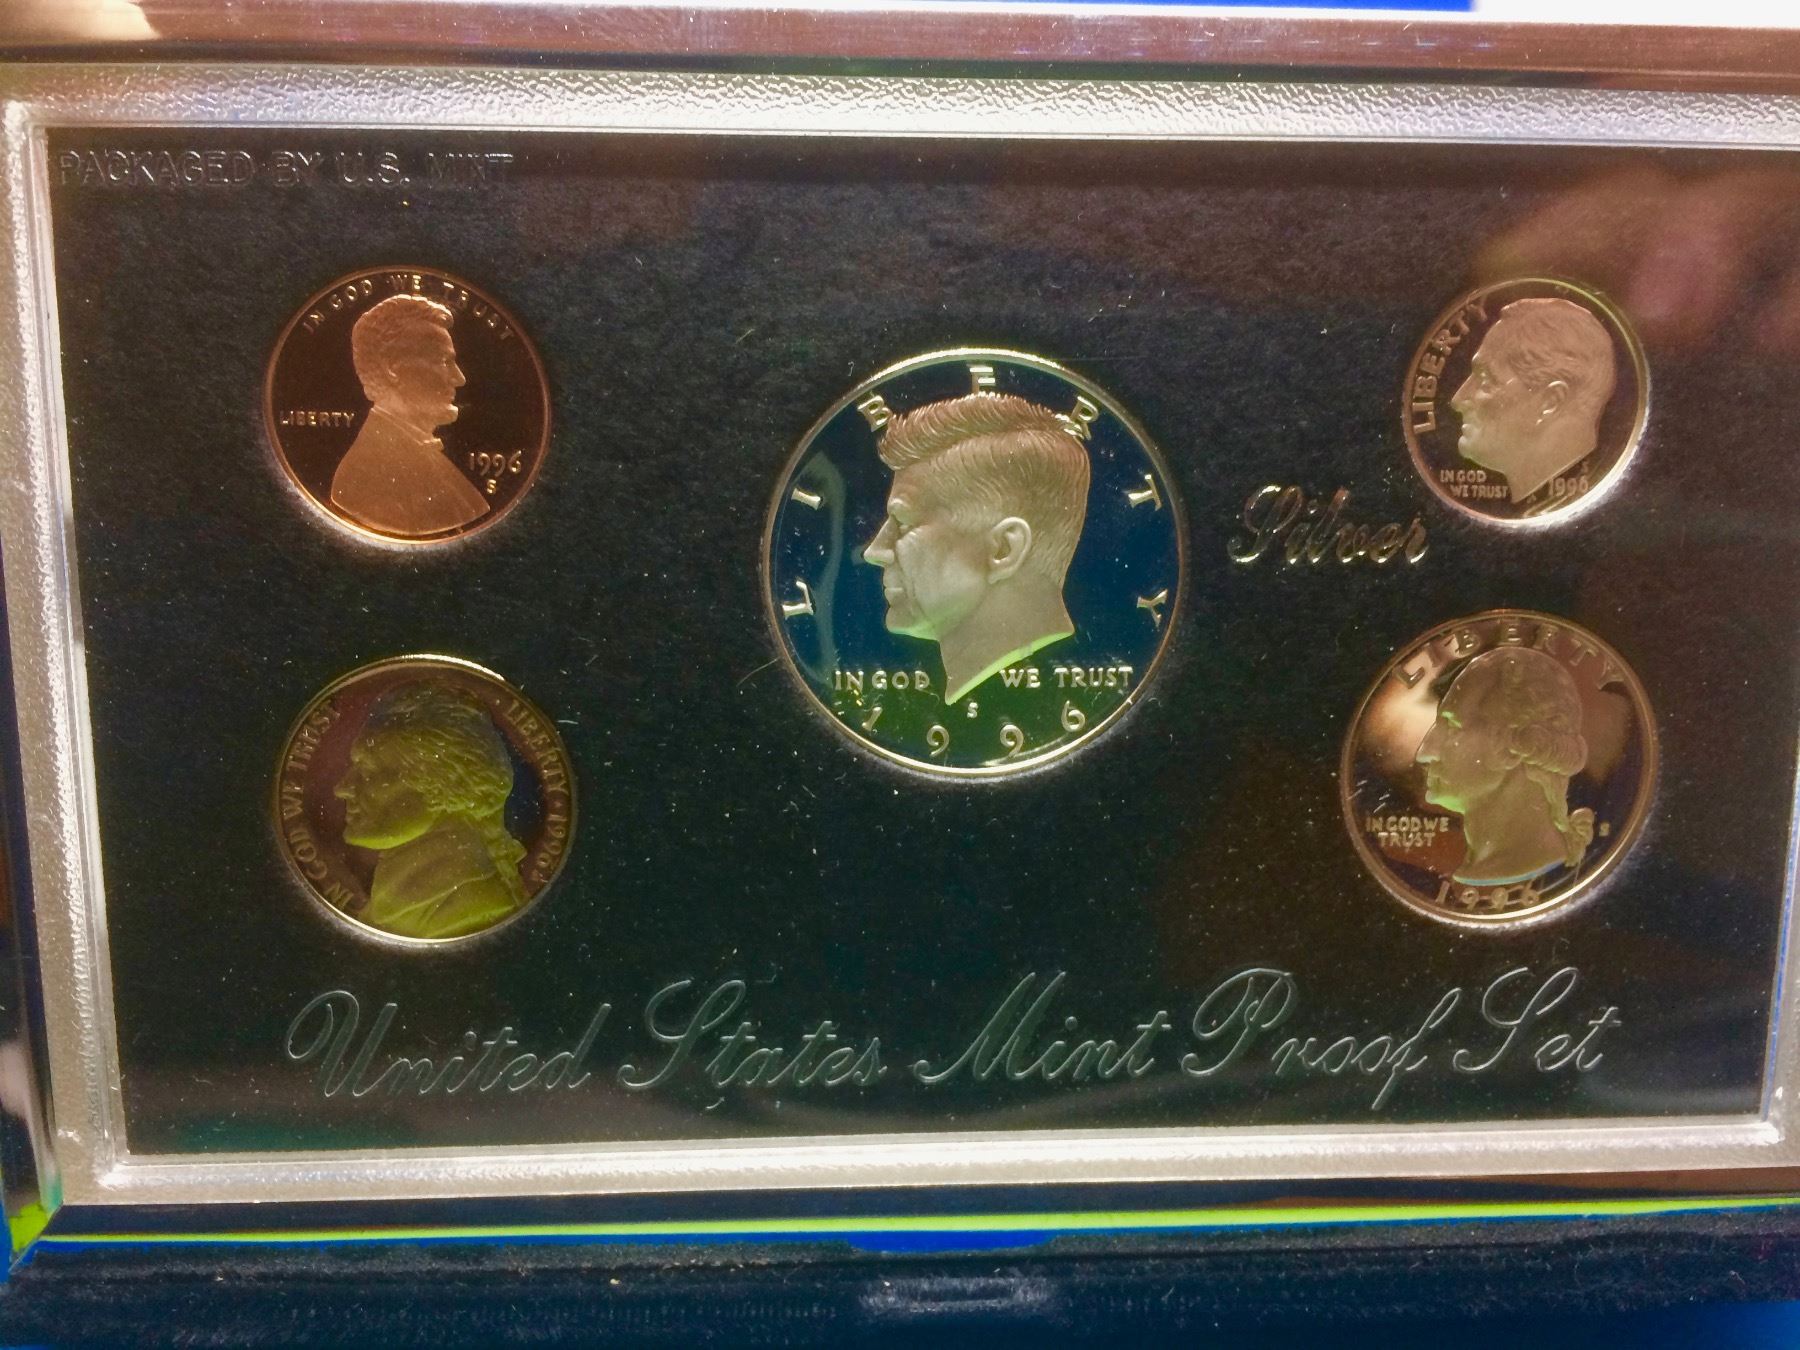 PACKAGED BY U.S. MINT
IN GOD WE TRUST
LIBERTY
1996
S
LIBERTY
IN GOD WE TRUST
1996
S
LIBERTY
IN GOD
WE TRUST
1996
S
Silver
IN GOD WE TRUST
LIBERTY · 1996
S
LIBERTY
IN GOD WE
TRUST
S
1996
United States Mint Proof Set